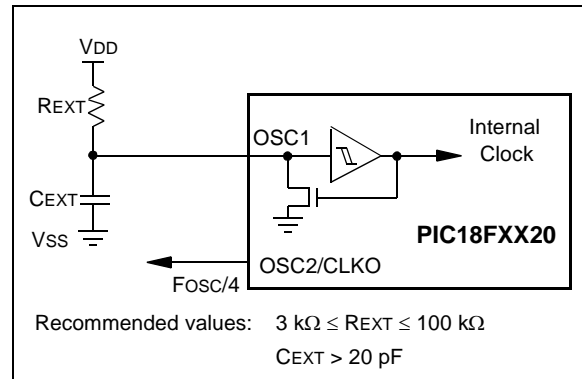 VDD
REXT
OSC1
Internal
Clock
CEXT
PIC18FXX20
VSS
OSC2/CLKO
FOSC/4
Recommended values: 3 kΩ ≤ REXT ≤ 100 kΩ
CEXT > 20 pF